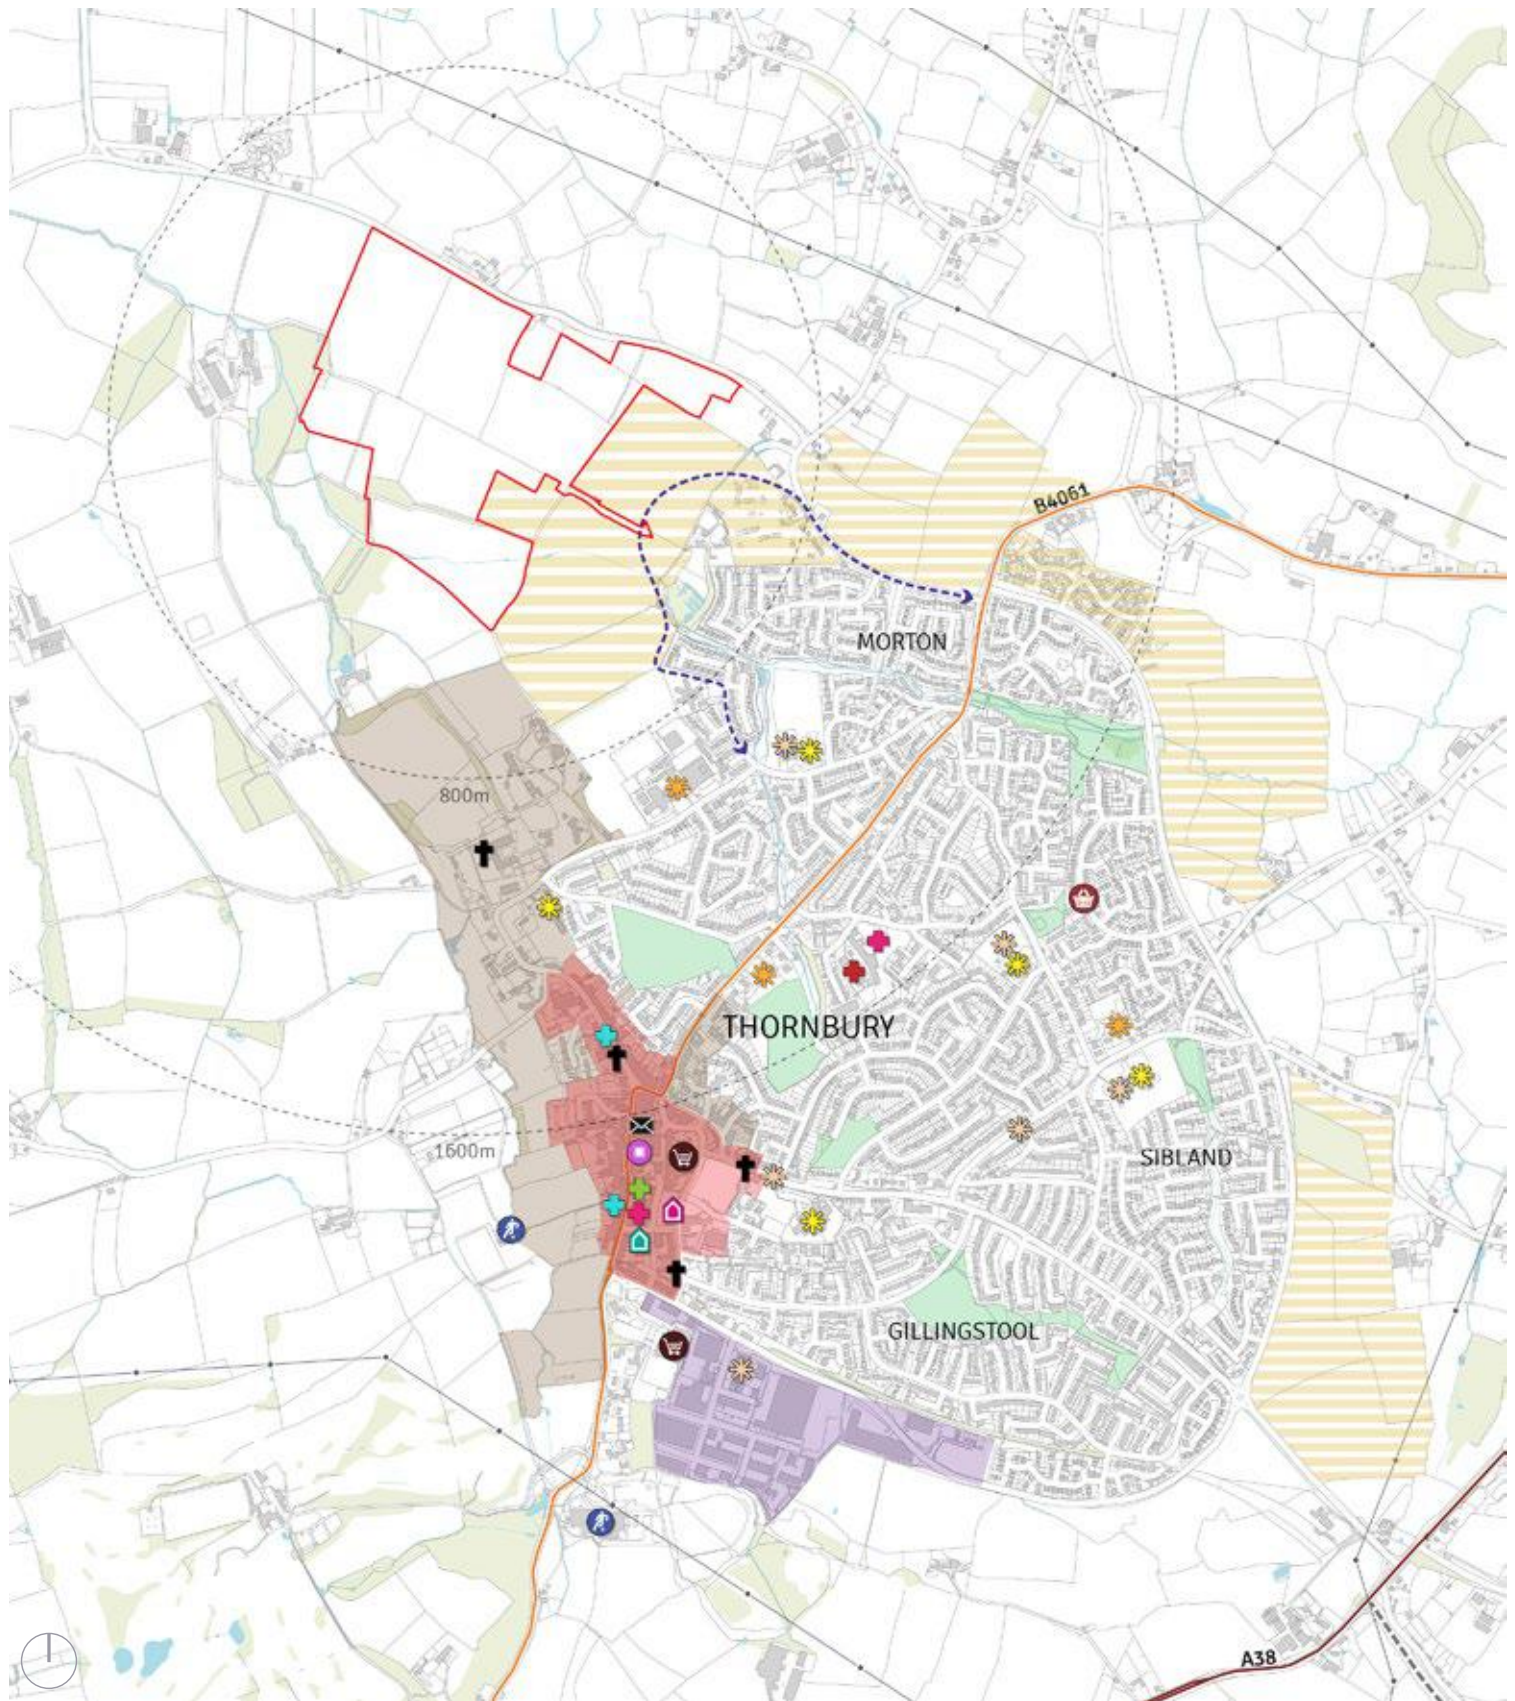 B4061
MORTON
800m
THORNBURY
1600m
SIBLAND
GILLINGSTOOL
A38